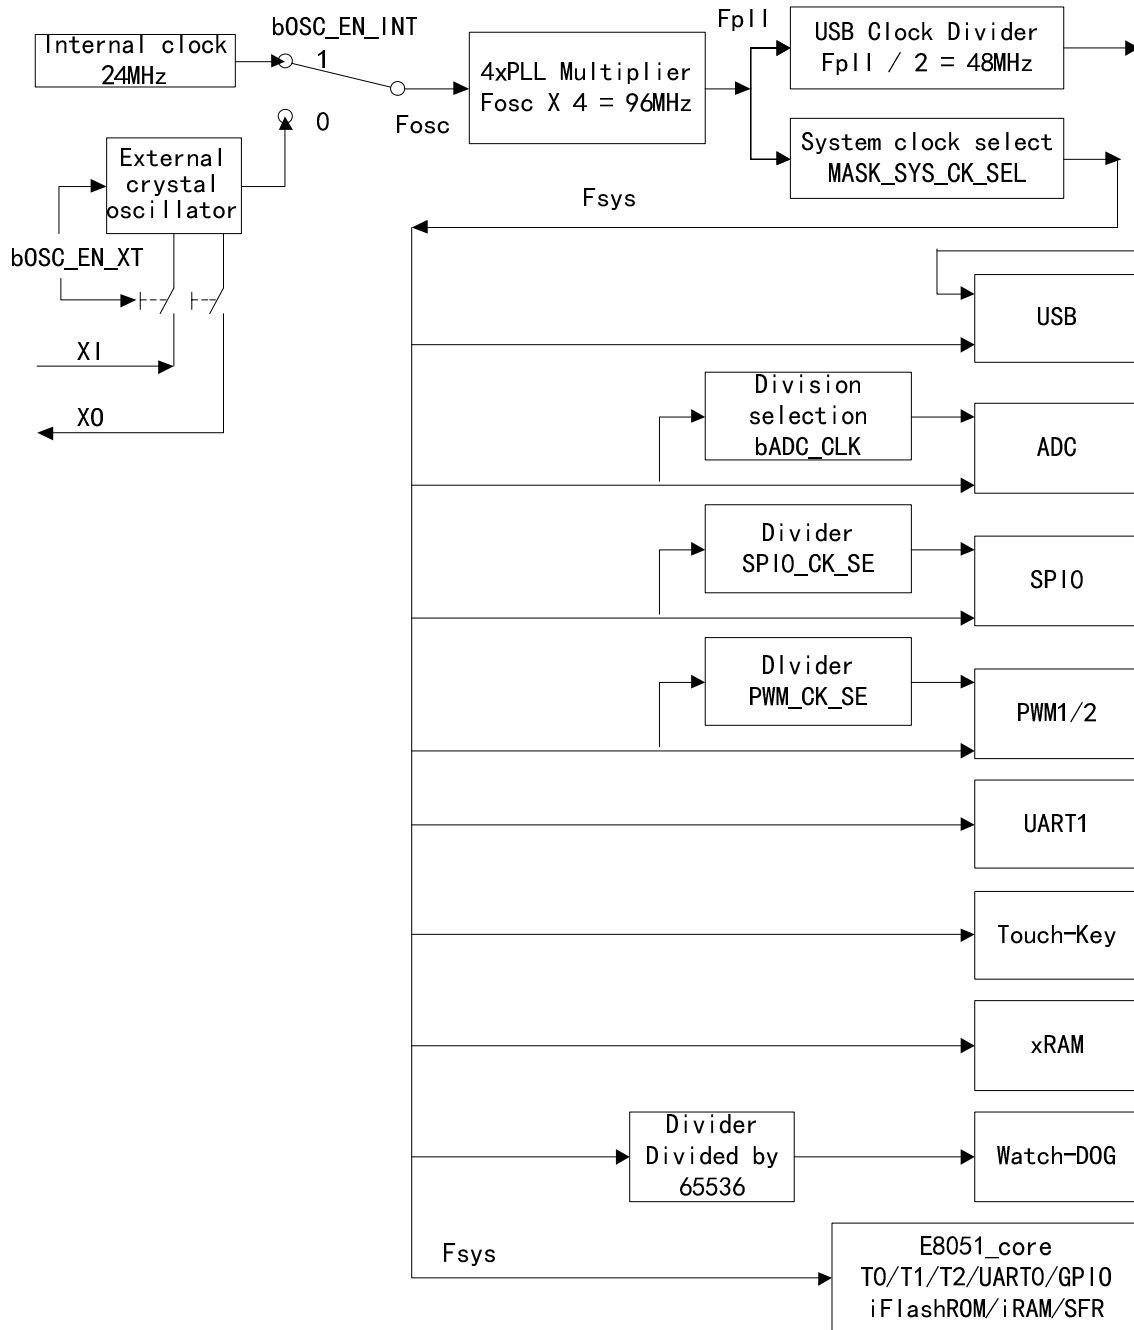 bOSC_EN_INT
Internal clock
24MHz
1
0
Fosc
4xPLL Multiplier
Fosc X 4 = 96MHz
Fpll
USB Clock Divider
Fpll / 2 = 48MHz
System clock select
MASK_SYS_CK_SEL
External
crystal
oscillator
bOSC_EN_XT
XI
XO
Fsys
USB
Division
selection
bADC_CLK
ADC
Divider
SPI0_CK_SE
SPI0
DIvider
PWM_CK_SE
PWM1/2
UART1
Touch-Key
xRAM
Divider
Divided by
65536
Watch-DOG
Fsys
E8051_core
T0/T1/T2/UART0/GPIO
iFlashROM/iRAM/SFR